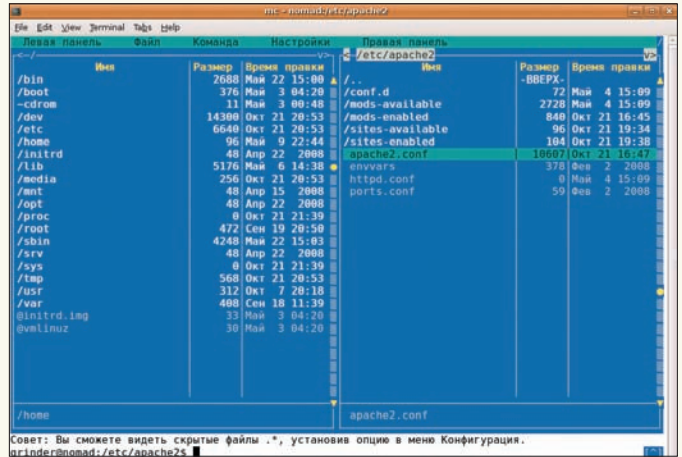 mc - nomad:/etc/apache2
File Edit View Terminal Tabs Help
Левая панель Файл Команда Настройки Правая панель
<-/ v> < /etc/apache2 v>
Имя Размер Время правки Имя Размер Время правки
/bin 2688 Май 22 15:00 /.. -ВВЕРХ-
/boot 376 Май 3 04:20 /conf.d 72 Май 4 15:09
~cdrom 11 Май 3 00:48 /mods-available 2728 Май 4 15:09
/dev 14300 Окт 21 20:53 /mods-enabled 840 Окт 21 16:45
/etc 6640 Окт 21 20:53 /sites-available 96 Окт 21 19:34
/home 96 Май 9 22:44 /sites-enabled 104 Окт 21 19:38
/initrd 48 Апр 22 2008 apache2.conf 10607 Окт 21 16:47
/lib 5176 Май 6 14:38 envvars 378 Фев 2 2008
/media 256 Окт 21 20:53 httpd.conf 0 Май 4 15:09
/mnt 48 Апр 15 2008 ports.conf 59 Фев 2 2008
/opt 48 Апр 22 2008
/proc 0 Окт 21 21:39
/root 472 Сен 19 20:50
/sbin 4248 Май 22 15:03
/srv 48 Апр 22 2008
/sys 0 Окт 21 21:39
/tmp 568 Окт 21 20:53
/usr 312 Окт 7 20:18
/var 408 Сен 18 11:39
@initrd.img 33 Май 3 04:20
@vmlinuz 30 Май 3 04:20
/home apache2.conf
Совет: Вы сможете видеть скрытые файлы .*, установив опцию в меню Конфигурация.
grinder@nomad:/etc/apache2$ [^]